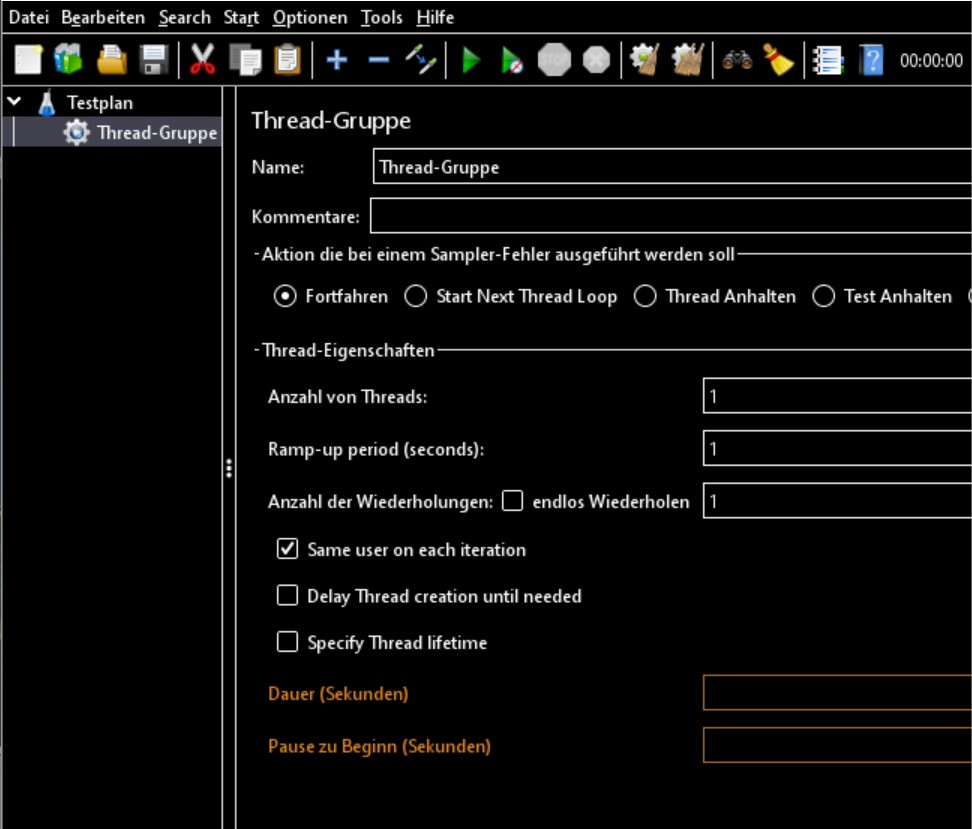 Datei Bearbeiten Search Start Optionen Tools Hilfe
STOP
00:00:00
Testplan
Thread-Gruppe
Thread-Gruppe
Name: Thread-Gruppe
Kommentare:
Aktion die bei einem Sampler-Fehler ausgeführt werden soll
Fortfahren Start Next Thread Loop Thread Anhalten Test Anhalten
Thread-Eigenschaften
Anzahl von Threads: 1
Ramp-up period (seconds): 1
Anzahl der Wiederholungen: endlos Wiederholen 1
Same user on each iteration
Delay Thread creation until needed
Specify Thread lifetime
Dauer (Sekunden)
Pause zu Beginn (Sekunden)